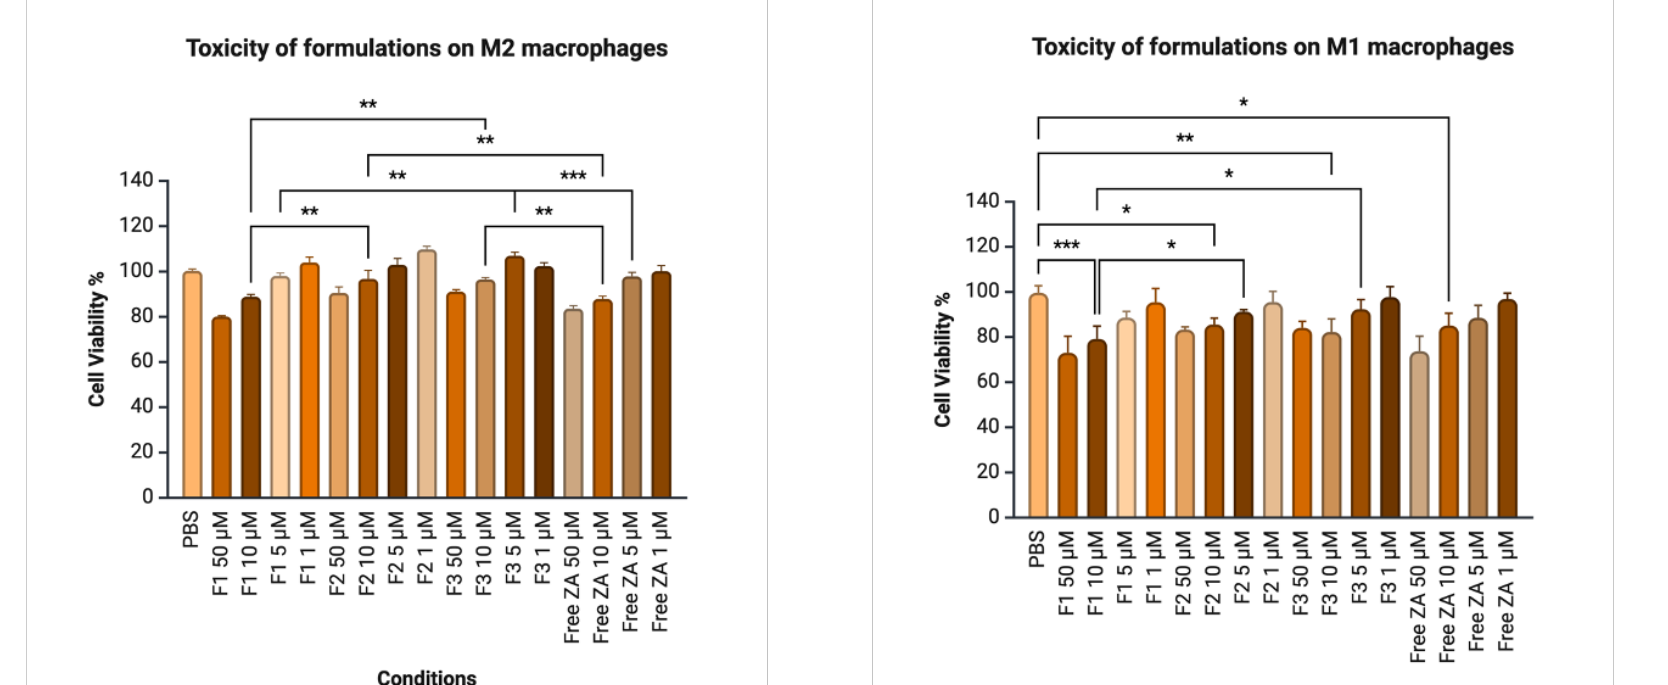 Toxicity of formulations on M2 macrophages
**
**
** ***
** **
140
120
100
80
60
40
20
0
Cell Viability %
PBS
F1 50 µM
F1 10 µM
F1 5 µM
F1 1 µM
F2 50 µM
F2 10 µM
F2 5 µM
F2 1 µM
F3 50 µM
F3 10 µM
F3 5 µM
F3 1 µM
Free ZA 50 µM
Free ZA 10 µM
Free ZA 5 µM
Free ZA 1 µM
Conditions
Toxicity of formulations on M1 macrophages
*
**
*
*
*** *
140
120
100
80
60
40
20
0
Cell Viability %
PBS
F1 50 µM
F1 10 µM
F1 5 µM
F1 1 µM
F2 50 µM
F2 10 µM
F2 5 µM
F2 1 µM
F3 50 µM
F3 10 µM
F3 5 µM
F3 1 µM
Free ZA 50 µM
Free ZA 10 µM
Free ZA 5 µM
Free ZA 1 µM